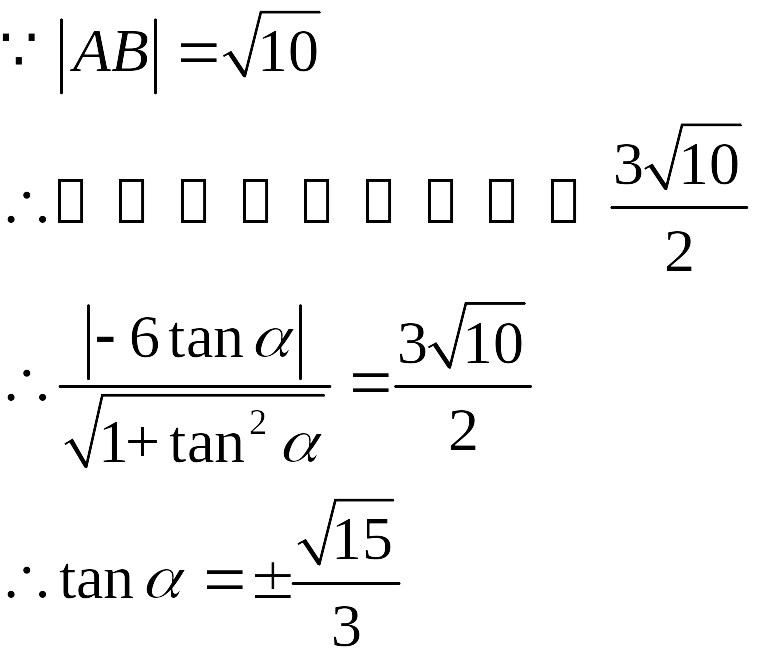 ∵ |AB| = √10
∴ 3√10/2
∴ |-6 tan α| / √(1+tan² α) = 3√10/2
∴ tan α = ±√15/3